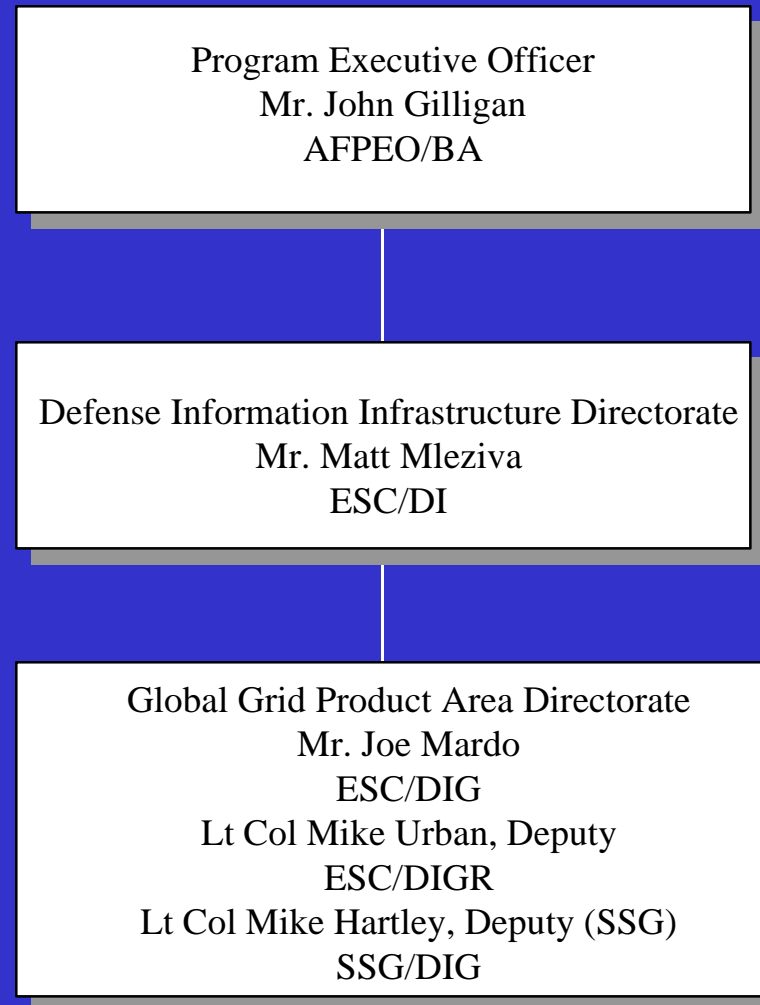 Program Executive Officer
Mr. John Gilligan
AFPEO/BA
Defense Information Infrastructure Directorate
Mr. Matt Mleziva
ESC/DI
Global Grid Product Area Directorate
Mr. Joe Mardo
ESC/DIG
Lt Col Mike Urban, Deputy
ESC/DIGR
Lt Col Mike Hartley, Deputy (SSG)
SSG/DIG